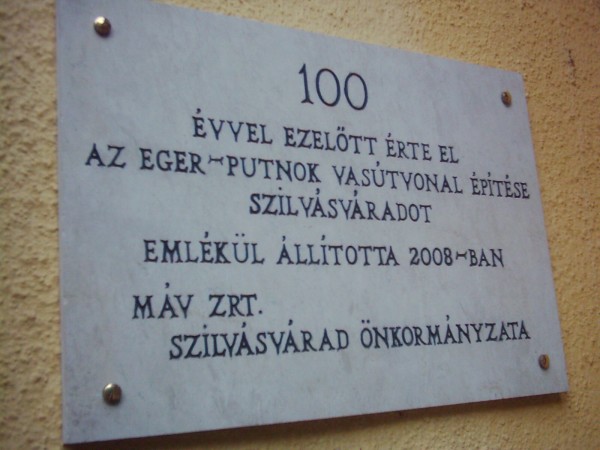 100
ÉVVEL EZELŐTT ÉRTE EL
AZ EGER-PUTNOK VASÚTVONAL ÉPÍTÉSE
SZILVÁSVÁRADOT
EMLÉKÜL ÁLLÍTOTTA 2008-BAN
MÁV ZRT.
SZILVÁSVÁRAD ÖNKORMÁNYZATA